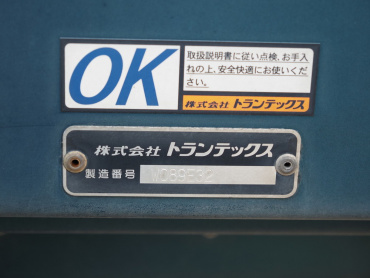 OK
取扱説明書に従い点検、お手入
れの上、安全快適にお使いくだ
さい。
株式会社 トランテックス
株式会社 トランテックス
製造番号